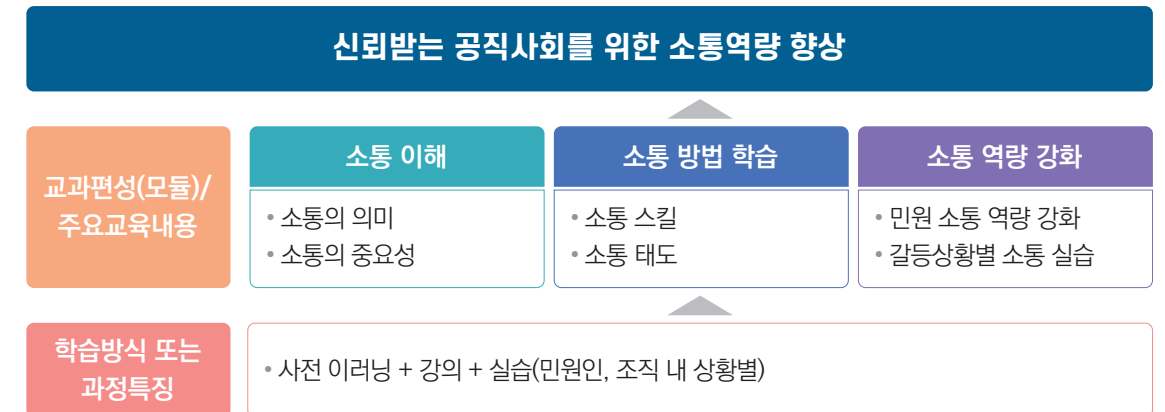 신뢰받는 공직사회를 위한 소통역량 향상
교과편성(모듈)/
주요교육내용
소통 이해
• 소통의 의미
• 소통의 중요성
소통 방법 학습
• 소통 스킬
• 소통 태도
소통 역량 강화
• 민원 소통 역량 강화
• 갈등상황별 소통 실습
학습방식 또는
과정특징
• 사전 이러닝 + 강의 + 실습(민원인, 조직 내 상황별)